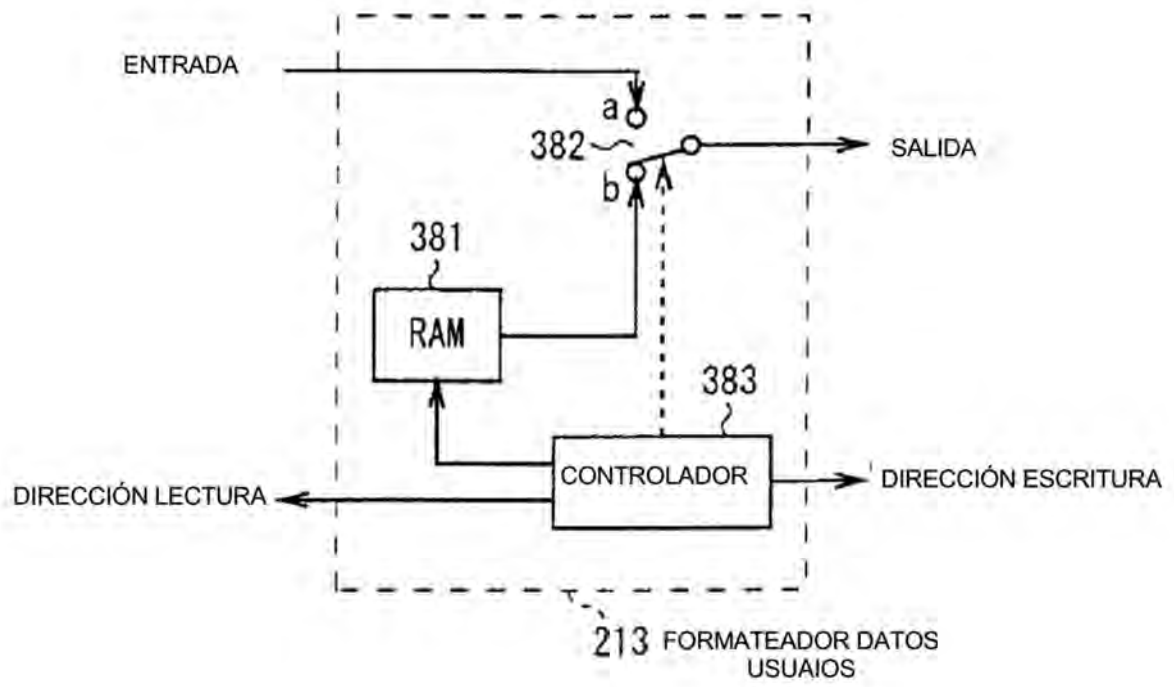 ENTRADA
a
382
SALIDA
b
381
RAM
383
CONTROLADOR
DIRECCIÓN LECTURA
DIRECCIÓN ESCRITURA
213 FORMATEADOR DATOS
USUAIOS